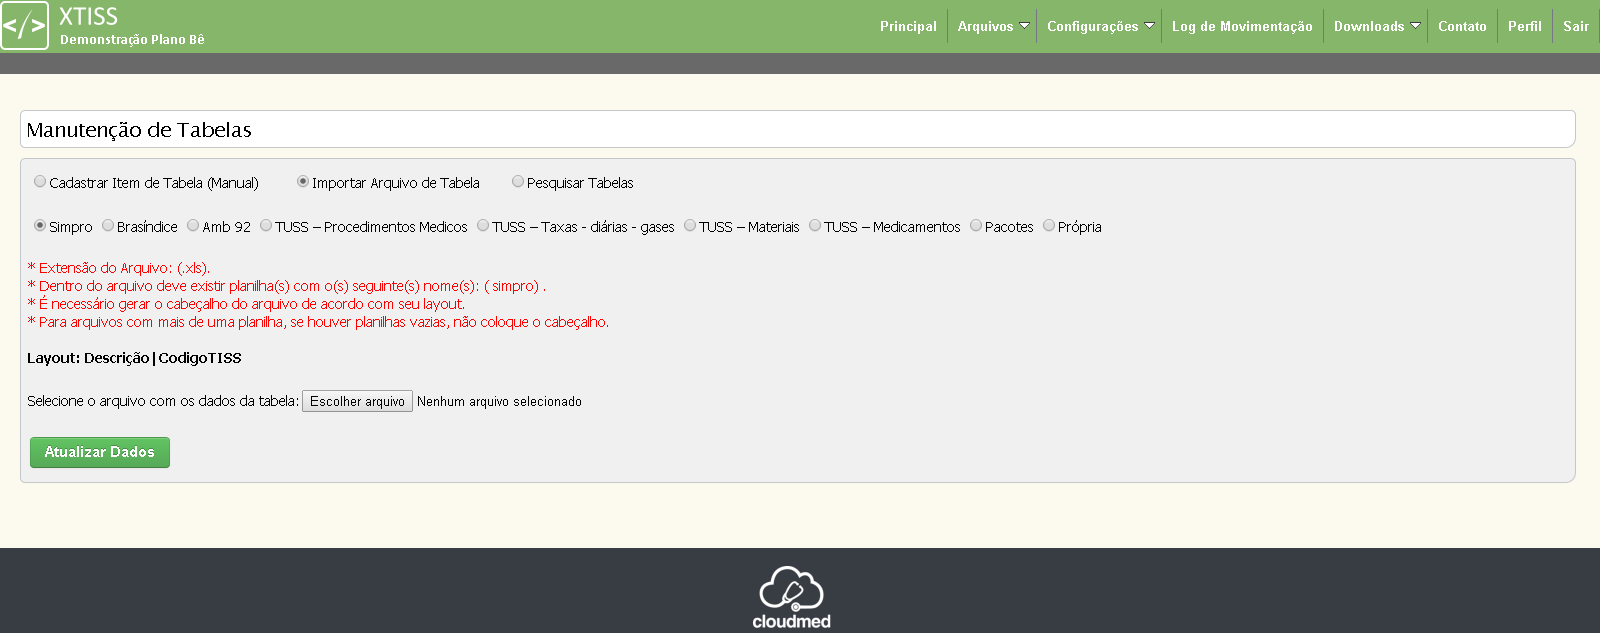 </> XTISS
Demonstração Plano Bê
Principal Arquivos Configurações Log de Movimentação Downloads Contato Perfil Sair
Manutenção de Tabelas
Cadastrar Item de Tabela (Manual) Importar Arquivo de Tabela Pesquisar Tabelas
Simpro Brasíndice Amb 92 TUSS – Procedimentos Medicos TUSS – Taxas - diárias - gases TUSS – Materiais TUSS – Medicamentos Pacotes Própria
* Extensão do Arquivo: (.xls).
* Dentro do arquivo deve existir planilha(s) com o(s) seguinte(s) nome(s): ( simpro) .
* É necessário gerar o cabeçalho do arquivo de acordo com seu layout.
* Para arquivos com mais de uma planilha, se houver planilhas vazias, não coloque o cabeçalho.
Layout: Descrição|CodigoTISS
Selecione o arquivo com os dados da tabela: Escolher arquivo Nenhum arquivo selecionado
Atualizar Dados
cloudmed